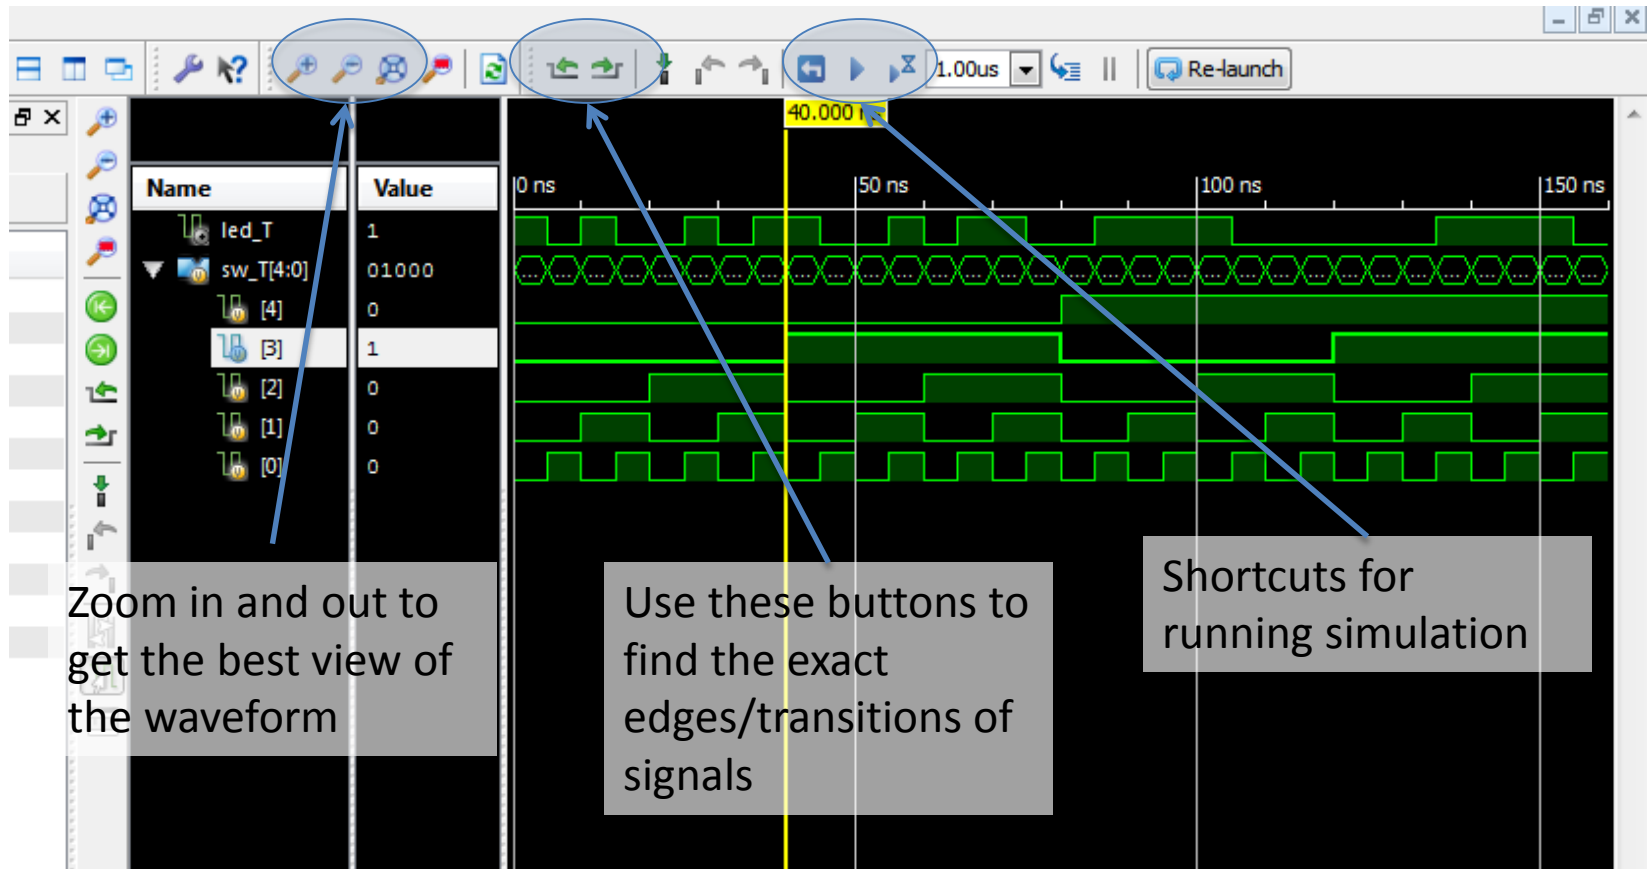 1.00us
Re-launch
40.000
Name
Value
0 ns
50 ns
100 ns
150 ns
led_T
1
sw_T[4:0]
01000
[4]
0
[3]
1
[2]
0
[1]
0
[0]
0
Zoom in and out to
get the best view of
the waveform
Use these buttons to
find the exact
edges/transitions of
signals
Shortcuts for
running simulation